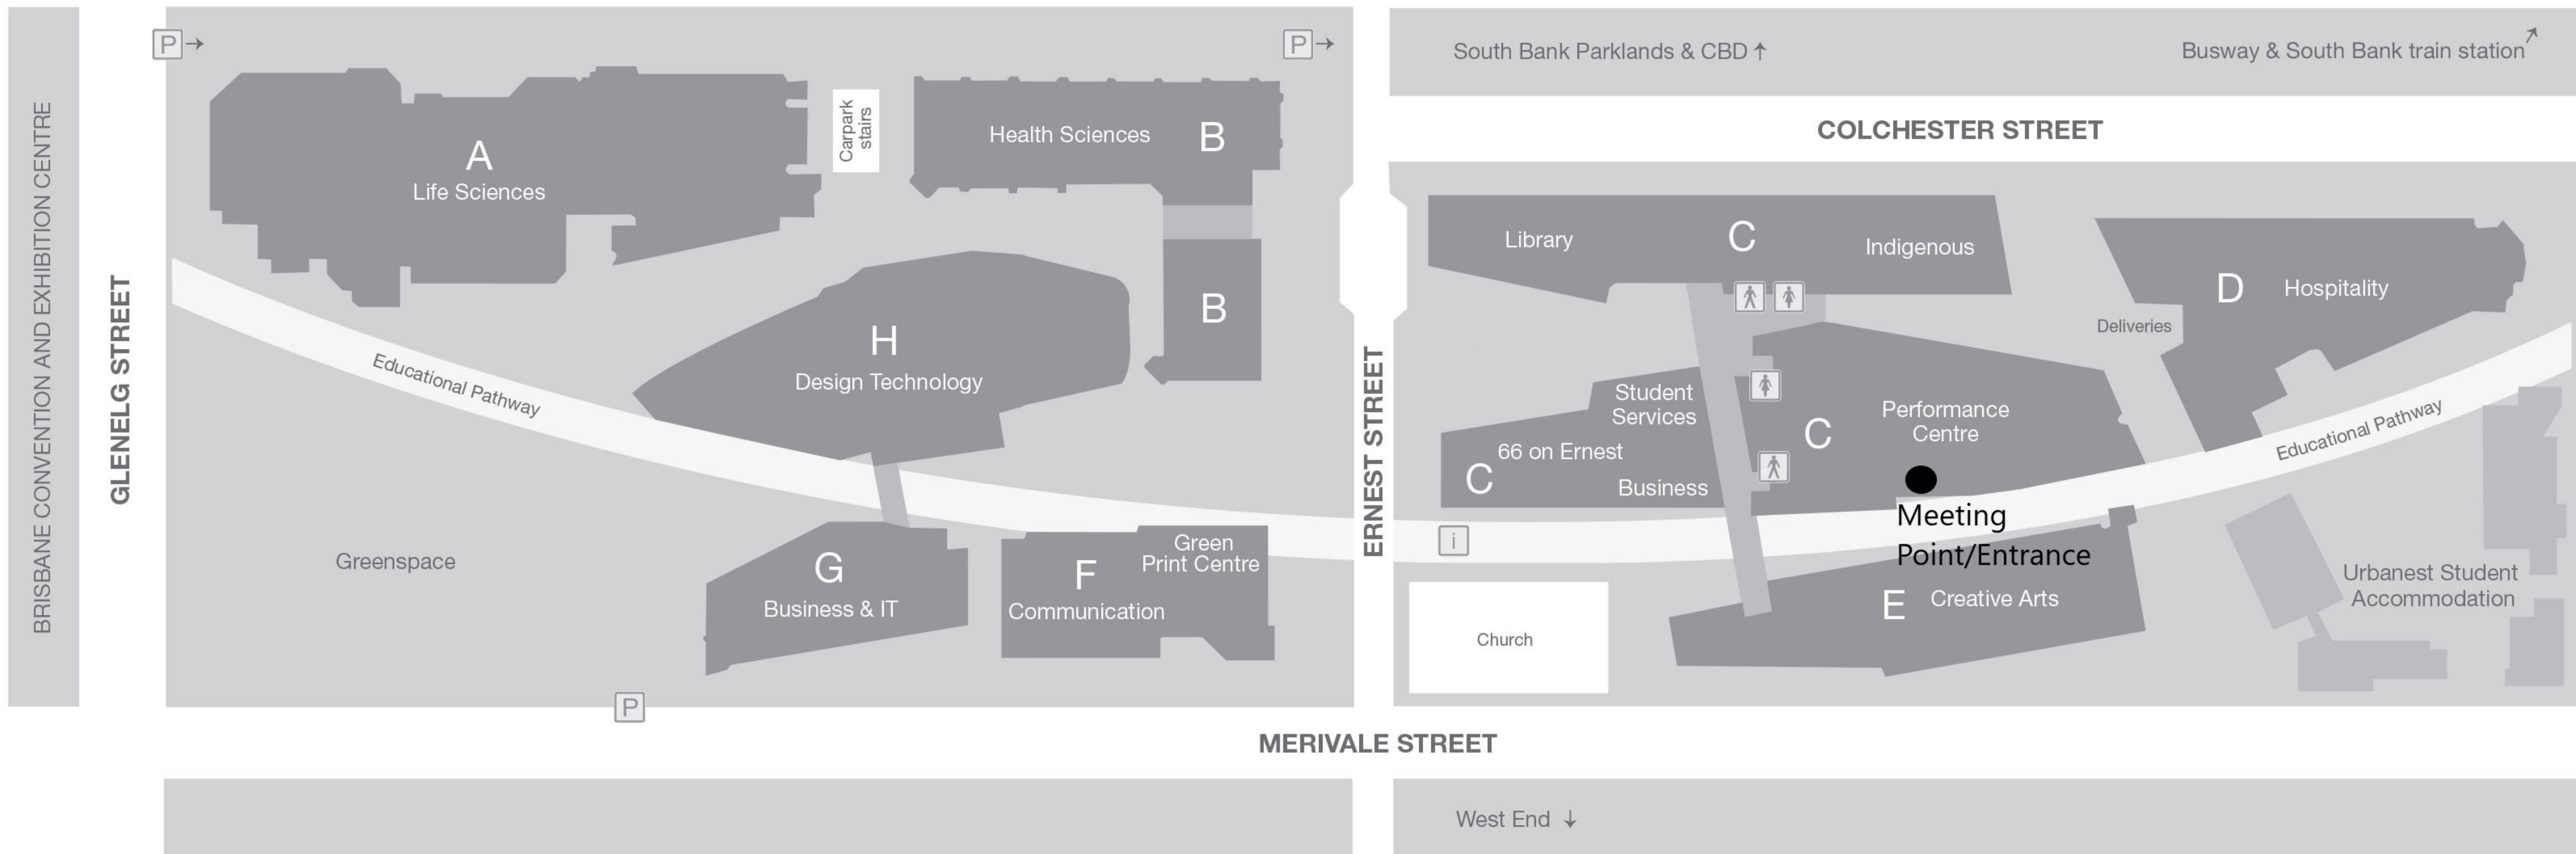 P →
P →
South Bank Parklands & CBD ↑
Busway & South Bank train station ↗
BRISBANE CONVENTION AND EXHIBITION CENTRE
GLENELG STREET
A
Life Sciences
Carpark
stairs
Health Sciences B
B
H
Design Technology
Educational Pathway
Greenspace
G
Business & IT
F
Communication
Green
Print Centre
P
ERNEST STREET
COLCHESTER STREET
Library C Indigenous
D Hospitality
Deliveries
Student
Services
66 on Ernest
C
Business
C
Performance
Centre
Educational Pathway
Meeting
Point/Entrance
i
Church
E Creative Arts
Urbanest Student
Accommodation
MERIVALE STREET
West End ↓